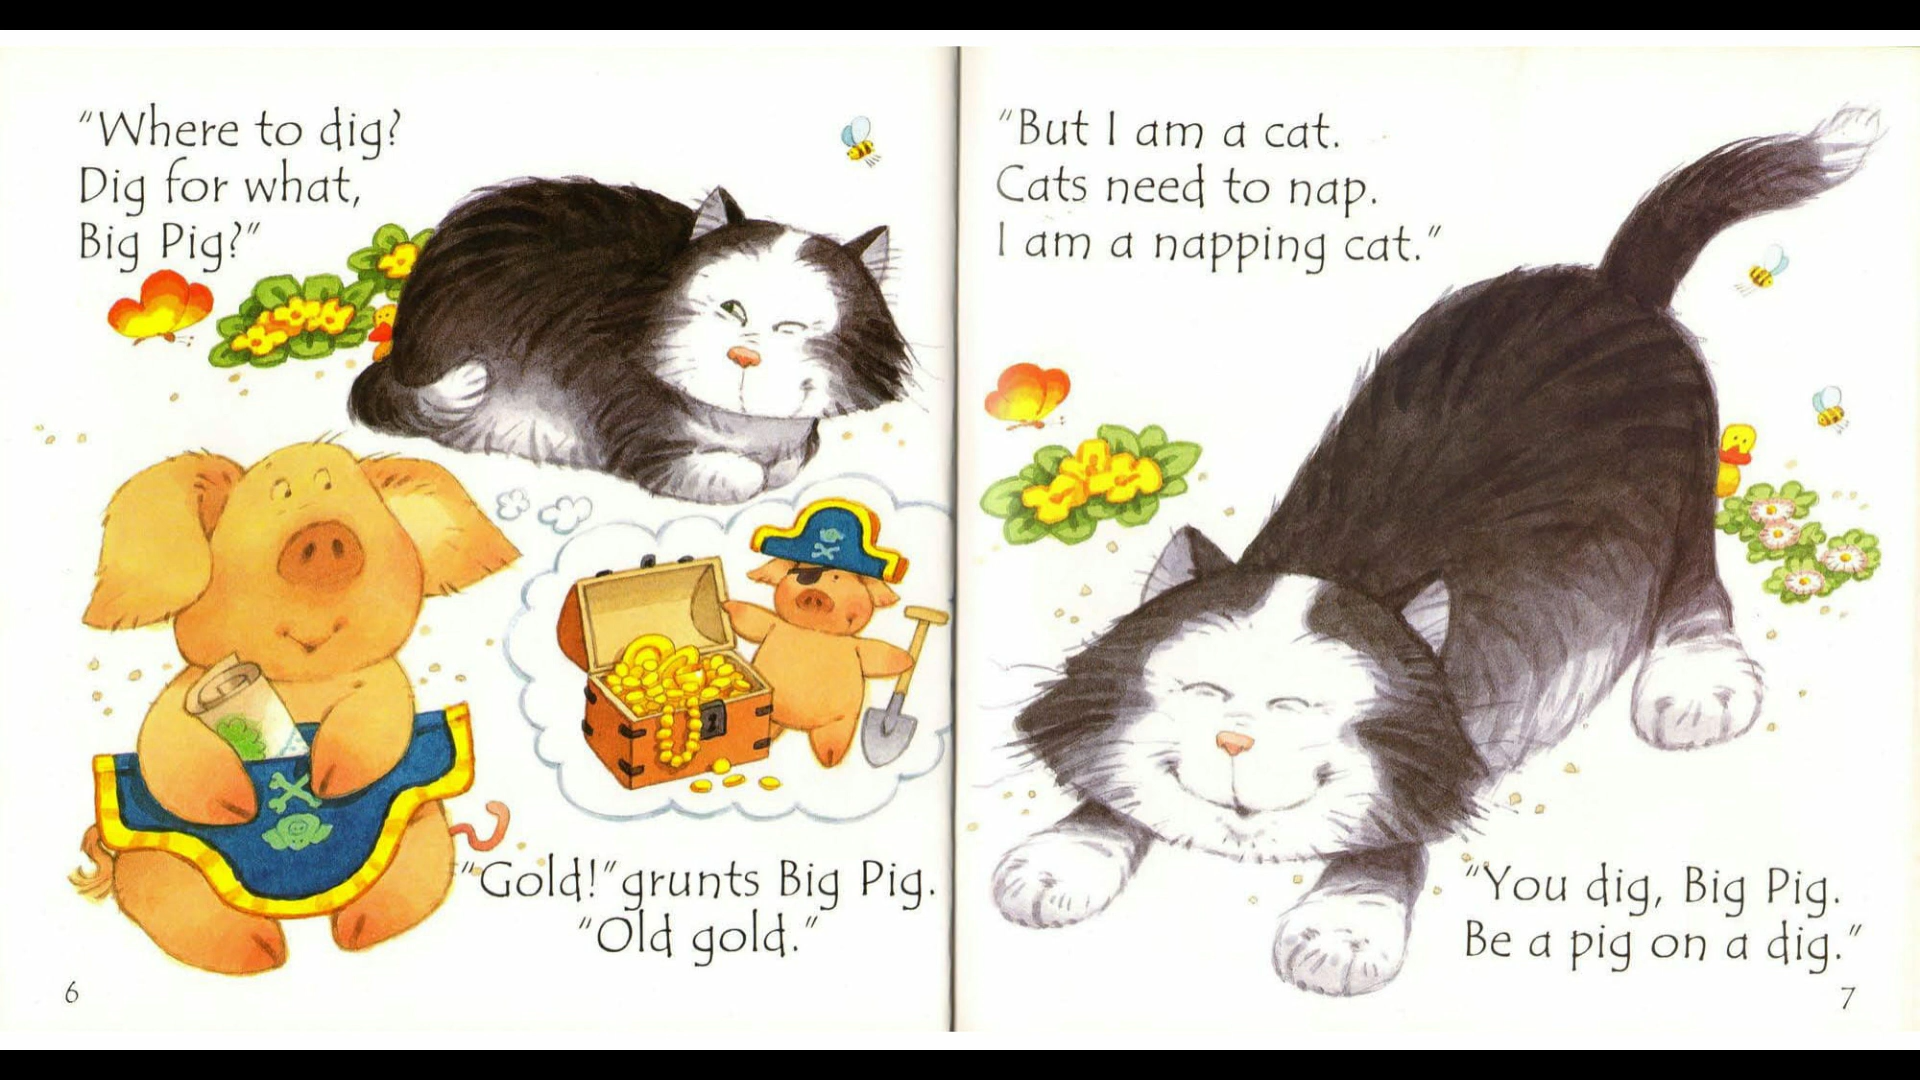 "Where to dig?
Dig for what,
Big Pig?"
"Gold!" grunts Big Pig.
"Old gold."
6
"But I am a cat.
Cats need to nap.
I am a napping cat."
"You dig, Big Pig.
Be a pig on a dig."
7